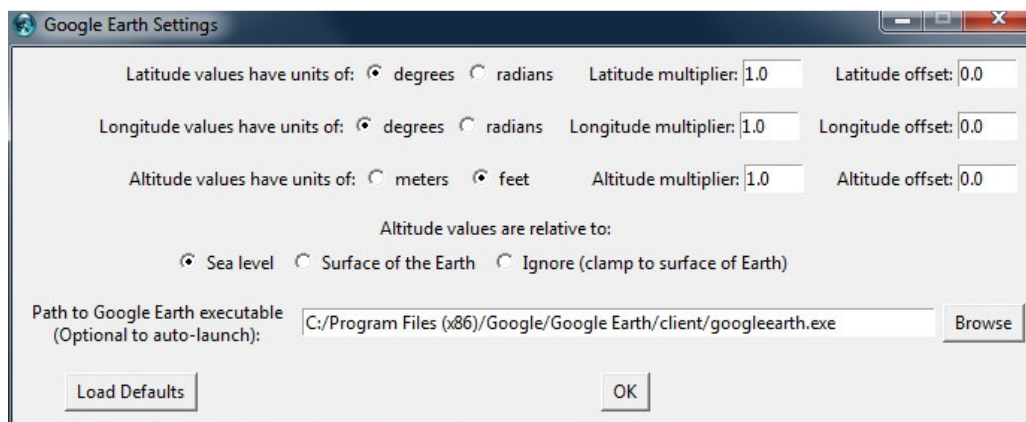 Google Earth Settings
Latitude values have units of: degrees radians Latitude multiplier: 1.0 Latitude offset: 0.0
Longitude values have units of: degrees radians Longitude multiplier: 1.0 Longitude offset: 0.0
Altitude values have units of: meters feet Altitude multiplier: 1.0 Altitude offset: 0.0
Altitude values are relative to:
Sea level Surface of the Earth Ignore (clamp to surface of Earth)
Path to Google Earth executable
(Optional to auto-launch):
C:/Program Files (x86)/Google/Google Earth/client/googleearth.exe Browse
Load Defaults OK